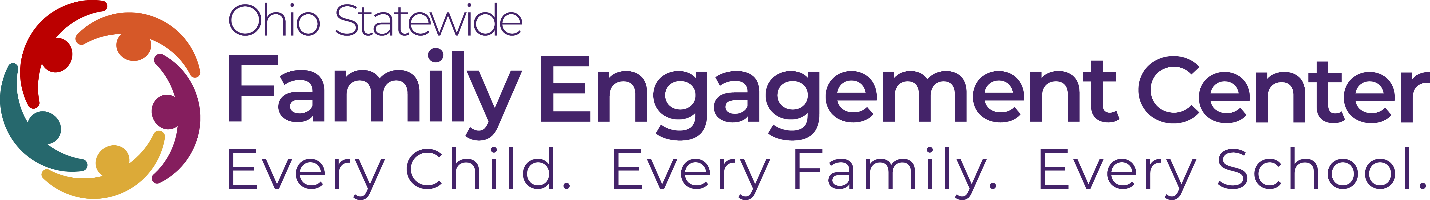 Ohio Statewide
Family Engagement Center
Every Child.  Every Family.  Every School.